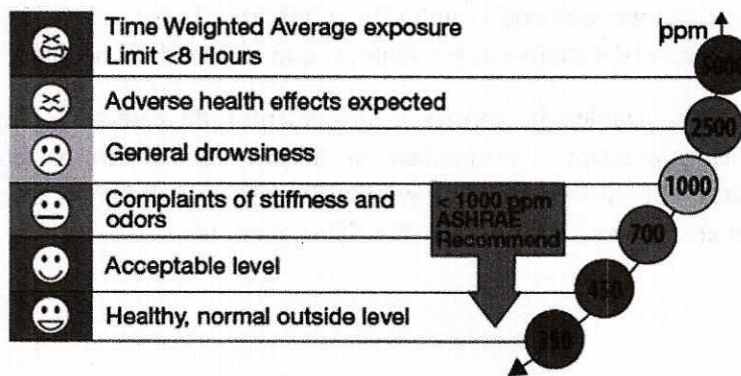 Time Weighted Average exposure
Limit <8 Hours
ppm
5000
Adverse health effects expected
2500
General drowsiness
1000
Complaints of stiffness and
odors
< 1000 ppm
ASHRAE
Recommend
700
Acceptable level
450
Healthy, normal outside level
350